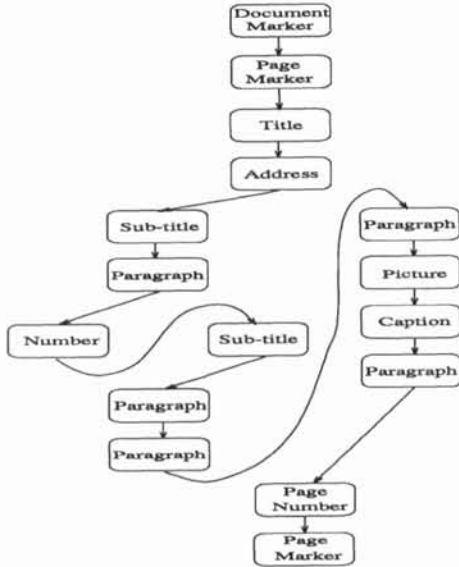 Document
Marker
Page
Marker
Title
Address
Sub-title
Paragraph
Number
Sub-title
Paragraph
Paragraph
Paragraph
Picture
Caption
Paragraph
Page
Number
Page
Marker